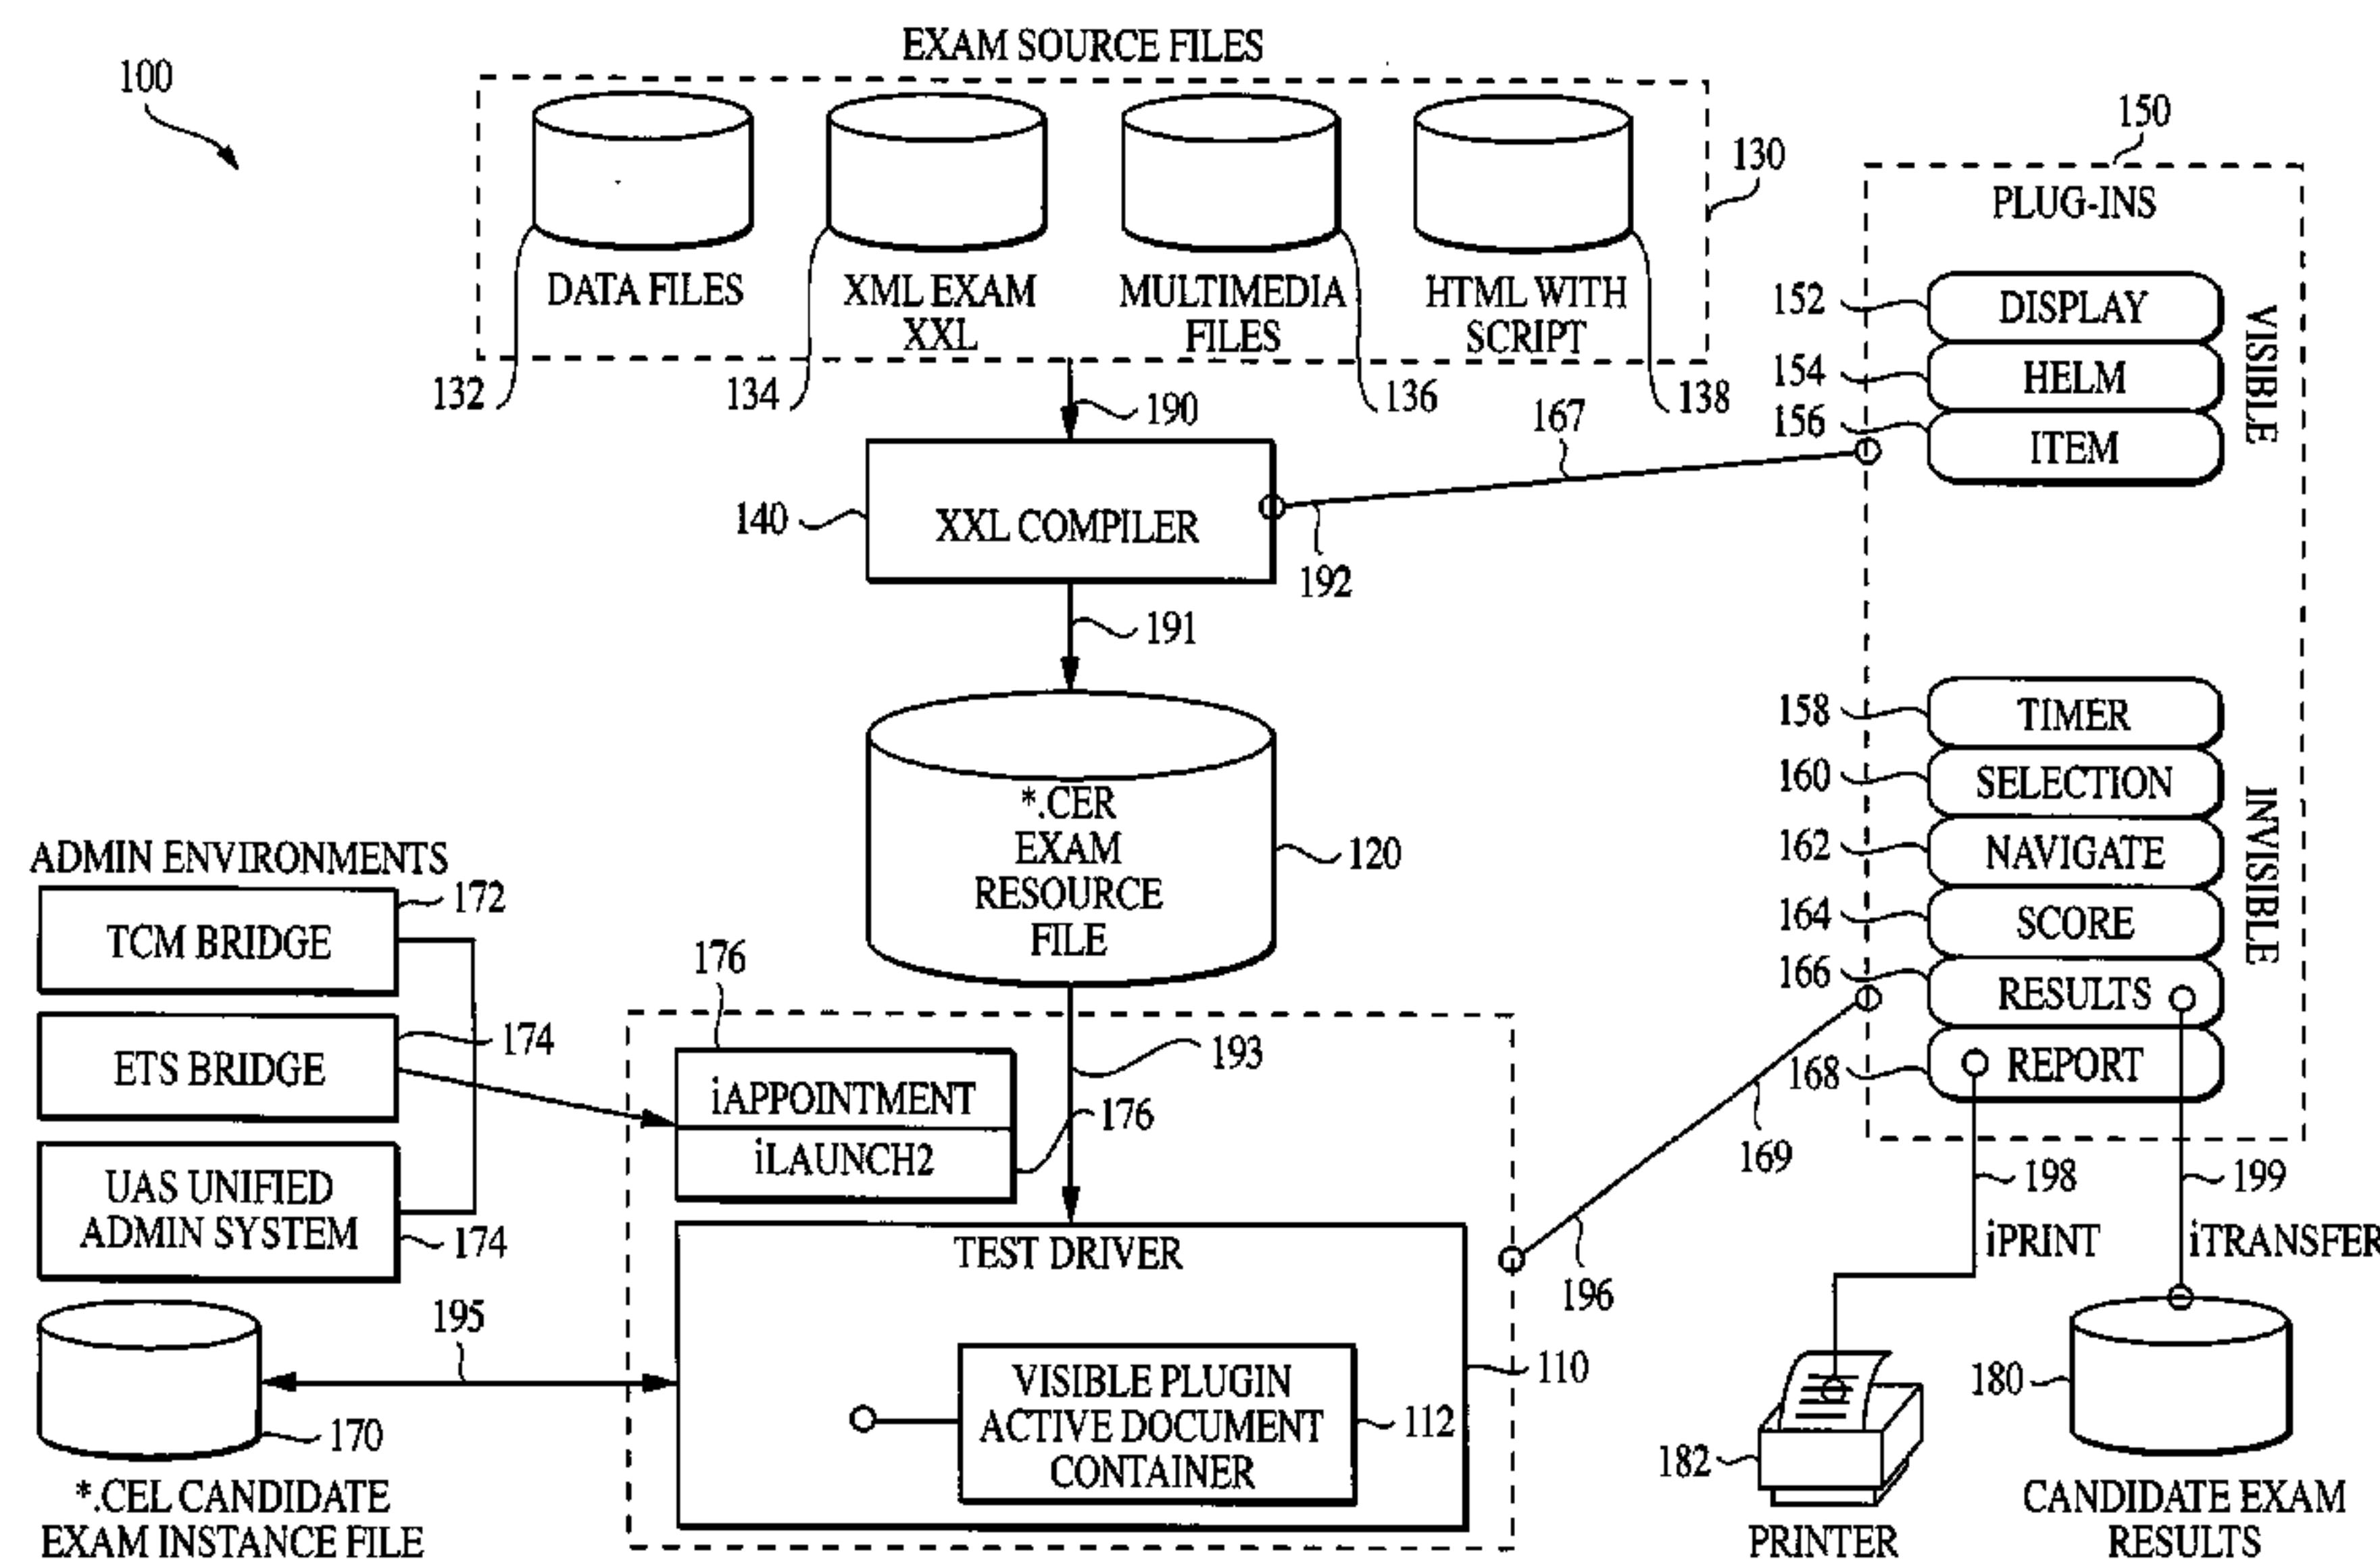 100
EXAM SOURCE FILES
DATA FILES
XML EXAM
XXL
MULTIMEDIA
FILES
HTML WITH
SCRIPT
130
132
134
136
138
190
140
XXL COMPILER
167
192
191
*.CER
EXAM
RESOURCE
FILE
120
150
PLUG-INS
152
DISPLAY
154
HELM
156
ITEM
VISIBLE
158
TIMER
160
SELECTION
162
NAVIGATE
164
SCORE
166
RESULTS
168
REPORT
INVISIBLE
ADMIN ENVIRONMENTS
172
TCM BRIDGE
174
ETS BRIDGE
UAS UNIFIED
ADMIN SYSTEM
174
176
iAPPOINTMENT
iLAUNCH2
176
193
TEST DRIVER
VISIBLE PLUGIN
ACTIVE DOCUMENT
CONTAINER
112
110
195
170
*.CEL CANDIDATE
EXAM INSTANCE FILE
169
196
198
iPRINT
199
iTRANSFER
182
PRINTER
180
CANDIDATE EXAM
RESULTS